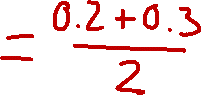 = (0.2+0.3)/2